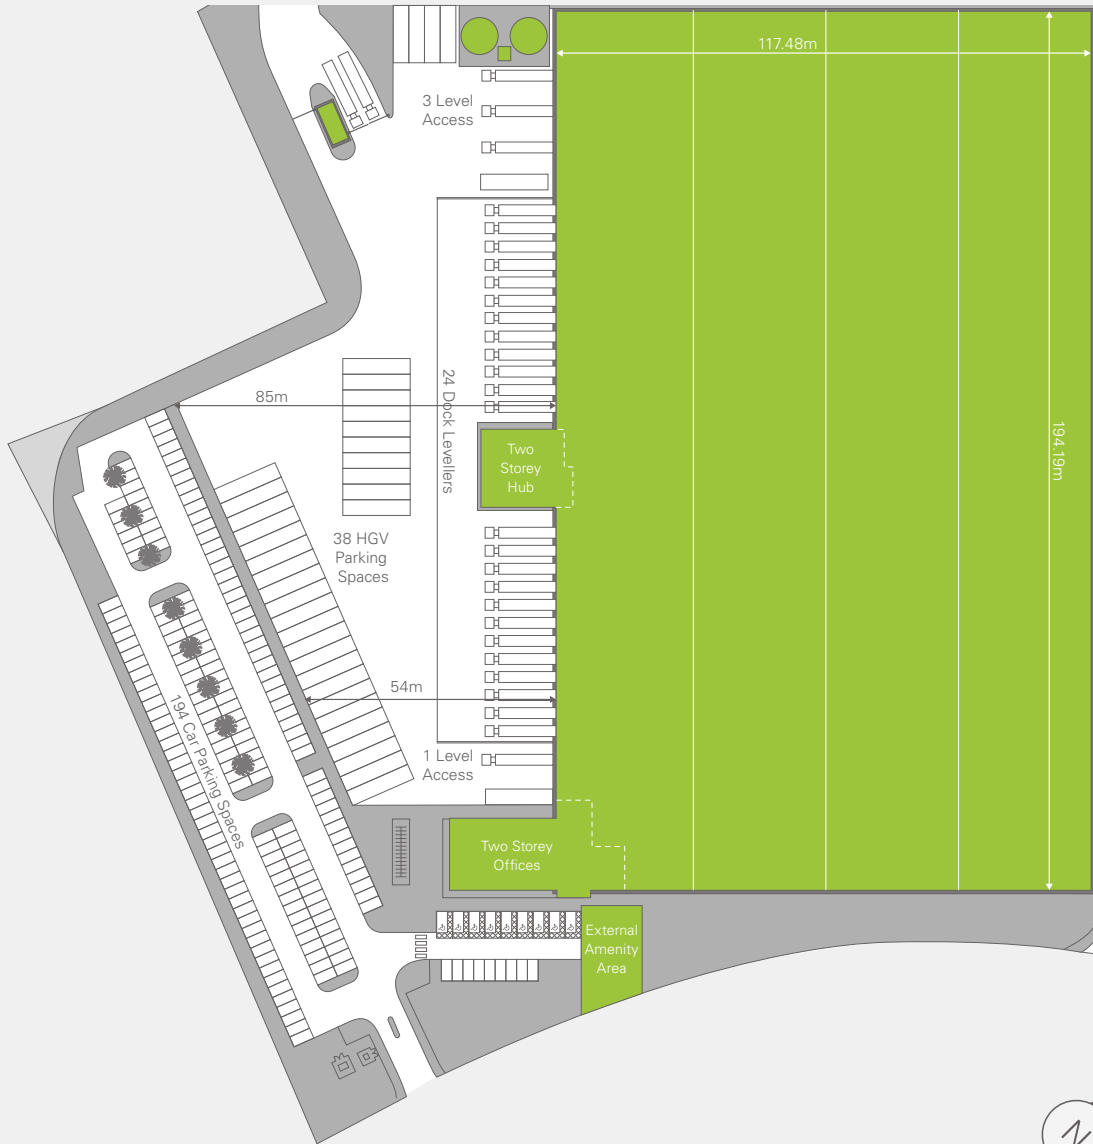 117.48m
3 Level
Access
85m
24 Dock Levellers
Two
Storey
Hub
194.19m
38 HGV
Parking
Spaces
54m
194 Car Parking Spaces
1 Level
Access
Two Storey
Offices
External
Amenity
Area
N